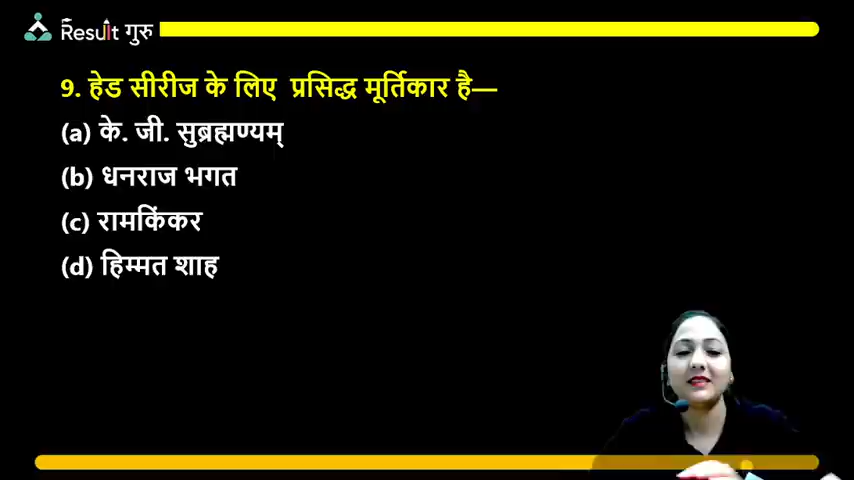 Result गुरु
9. हेड सीरीज के लिए प्रसिद्ध मूर्तिकार है—
(a) के. जी. सुब्रह्मण्यम्
(b) धनराज भगत
(c) रामकिंकर
(d) हिम्मत शाह